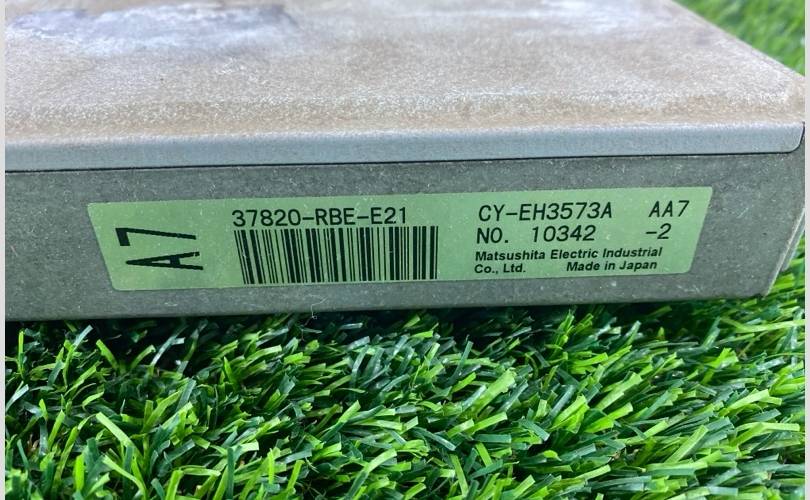 A7
37820-RBE-E21
CY-EH3573A AA7
NO. 10342 -2
Matsushita Electric Industrial
Co., Ltd. Made in Japan